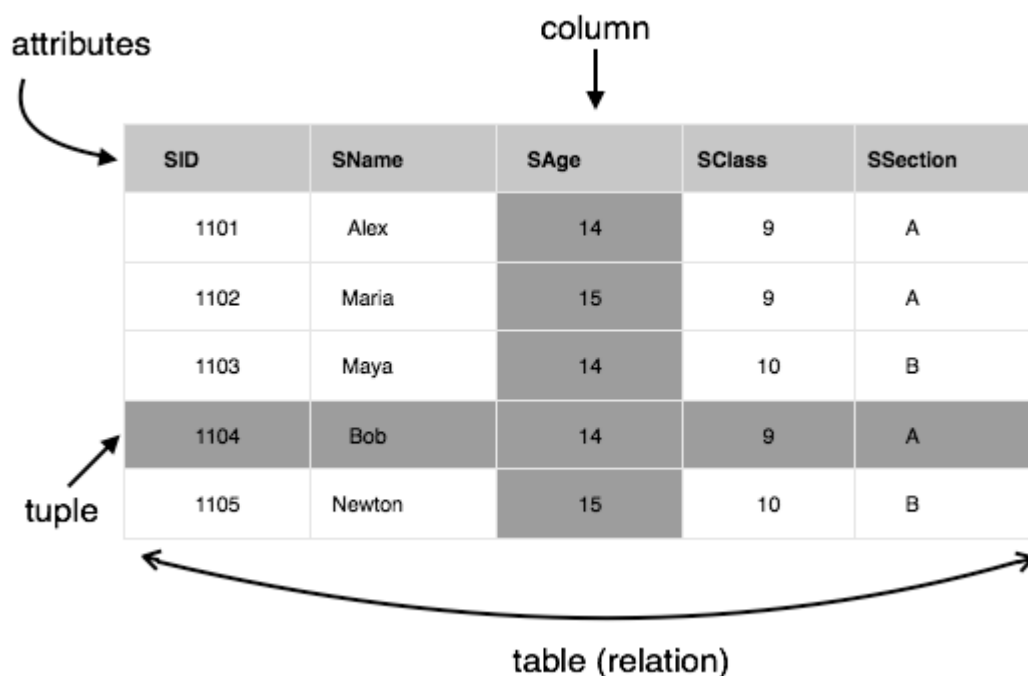 column
attributes
SID SName SAge SClass SSection
1101 Alex 14 9 A
1102 Maria 15 9 A
1103 Maya 14 10 B
1104 Bob 14 9 A
tuple
1105 Newton 15 10 B
table (relation)